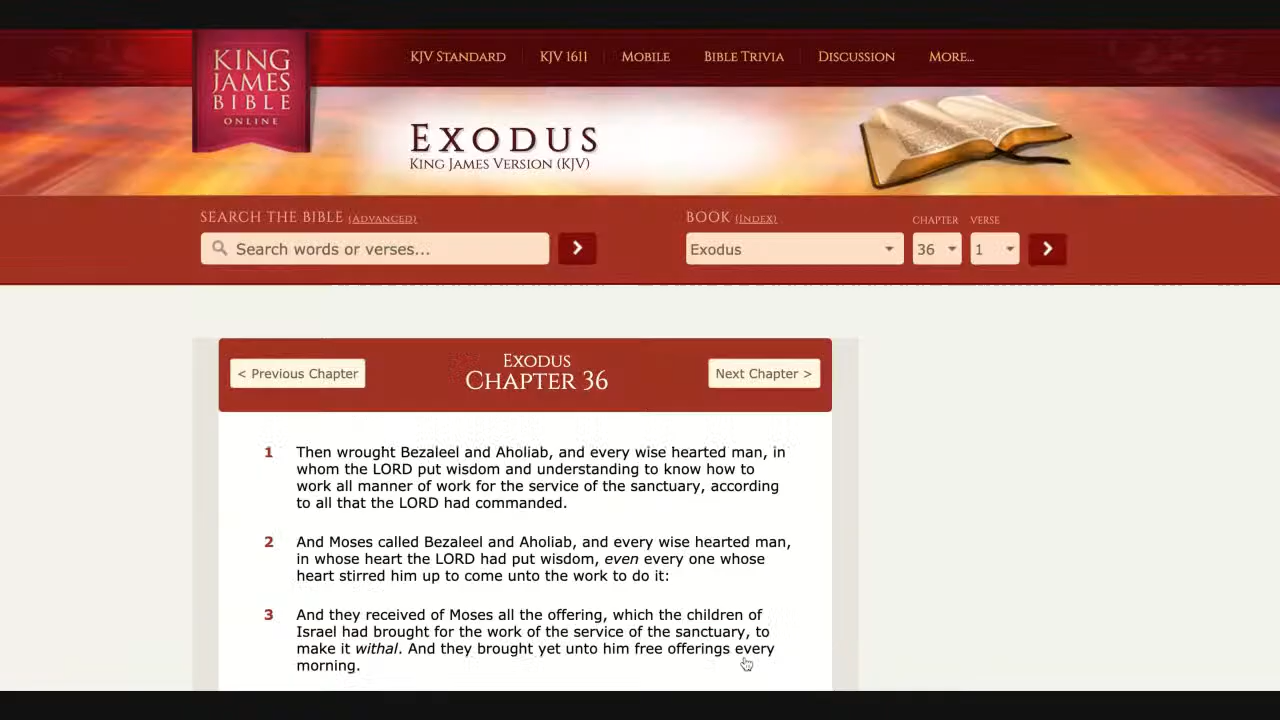 KING
JAMES
BIBLE
ONLINE
KJV STANDARD
KJV 1611
MOBILE
BIBLE TRIVIA
DISCUSSION
MORE...
EXODUS
KING JAMES VERSION (KJV)
SEARCH THE BIBLE (ADVANCED)
BOOK (INDEX)
CHAPTER
VERSE
Search words or verses...
>
Exodus
36
1
>
< Previous Chapter
EXODUS
CHAPTER 36
Next Chapter >
1 Then wrought Bezaleel and Aholiab, and every wise hearted man, in
whom the LORD put wisdom and understanding to know how to
work all manner of work for the service of the sanctuary, according
to all that the LORD had commanded.
2 And Moses called Bezaleel and Aholiab, and every wise hearted man,
in whose heart the LORD had put wisdom, even every one whose
heart stirred him up to come unto the work to do it:
3 And they received of Moses all the offering, which the children of
Israel had brought for the work of the service of the sanctuary, to
make it withal. And they brought yet unto him free offerings every
morning.